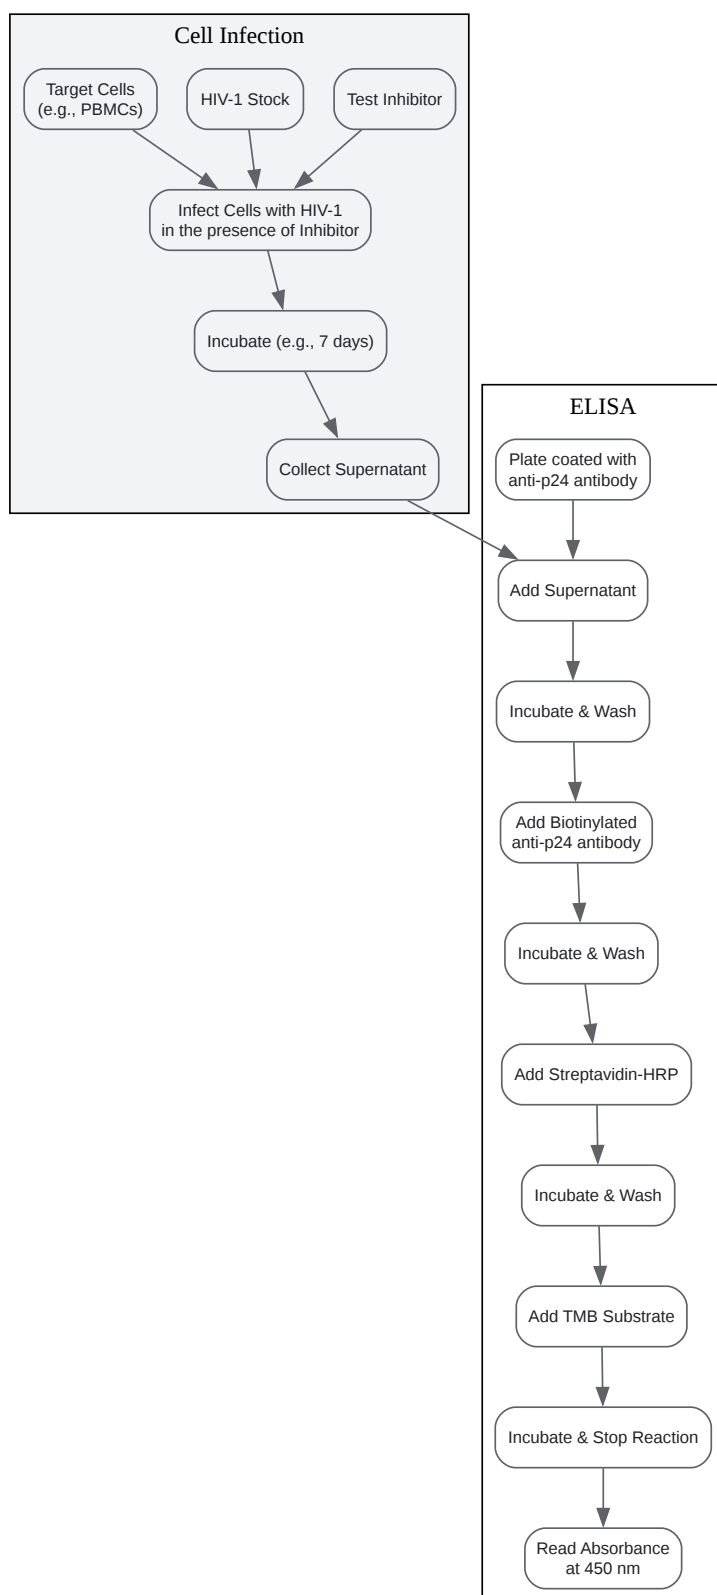 Cell Infection
Target Cells
(e.g., PBMCs)
HIV-1 Stock
Test Inhibitor
Infect Cells with HIV-1
in the presence of Inhibitor
Incubate (e.g., 7 days)
Collect Supernatant
ELISA
Plate coated with
anti-p24 antibody
Add Supernatant
Incubate & Wash
Add Biotinylated
anti-p24 antibody
Incubate & Wash
Add Streptavidin-HRP
Incubate & Wash
Add TMB Substrate
Incubate & Stop Reaction
Read Absorbance
at 450 nm